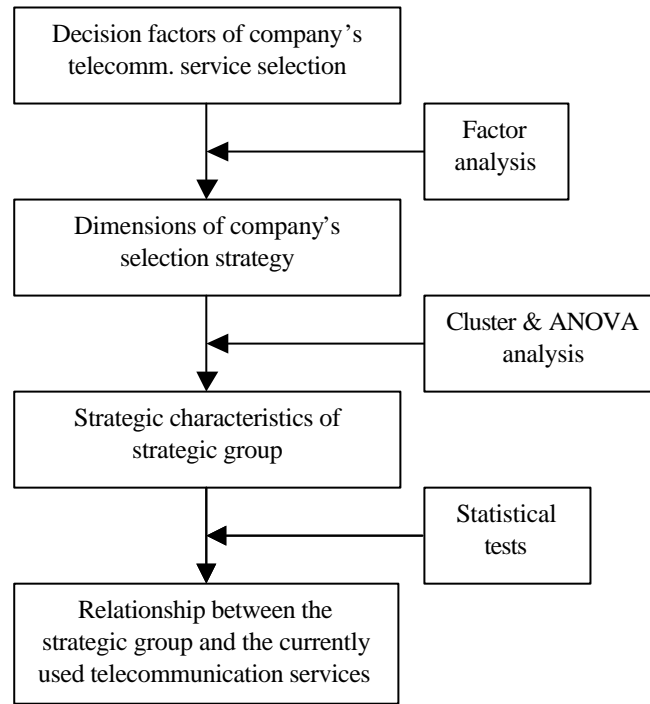 Decision factors of company’s
telecomm. service selection
Factor
analysis
Dimensions of company’s
selection strategy
Cluster & ANOVA
analysis
Strategic characteristics of
strategic group
Statistical
tests
Relationship between the
strategic group and the currently
used telecommunication services